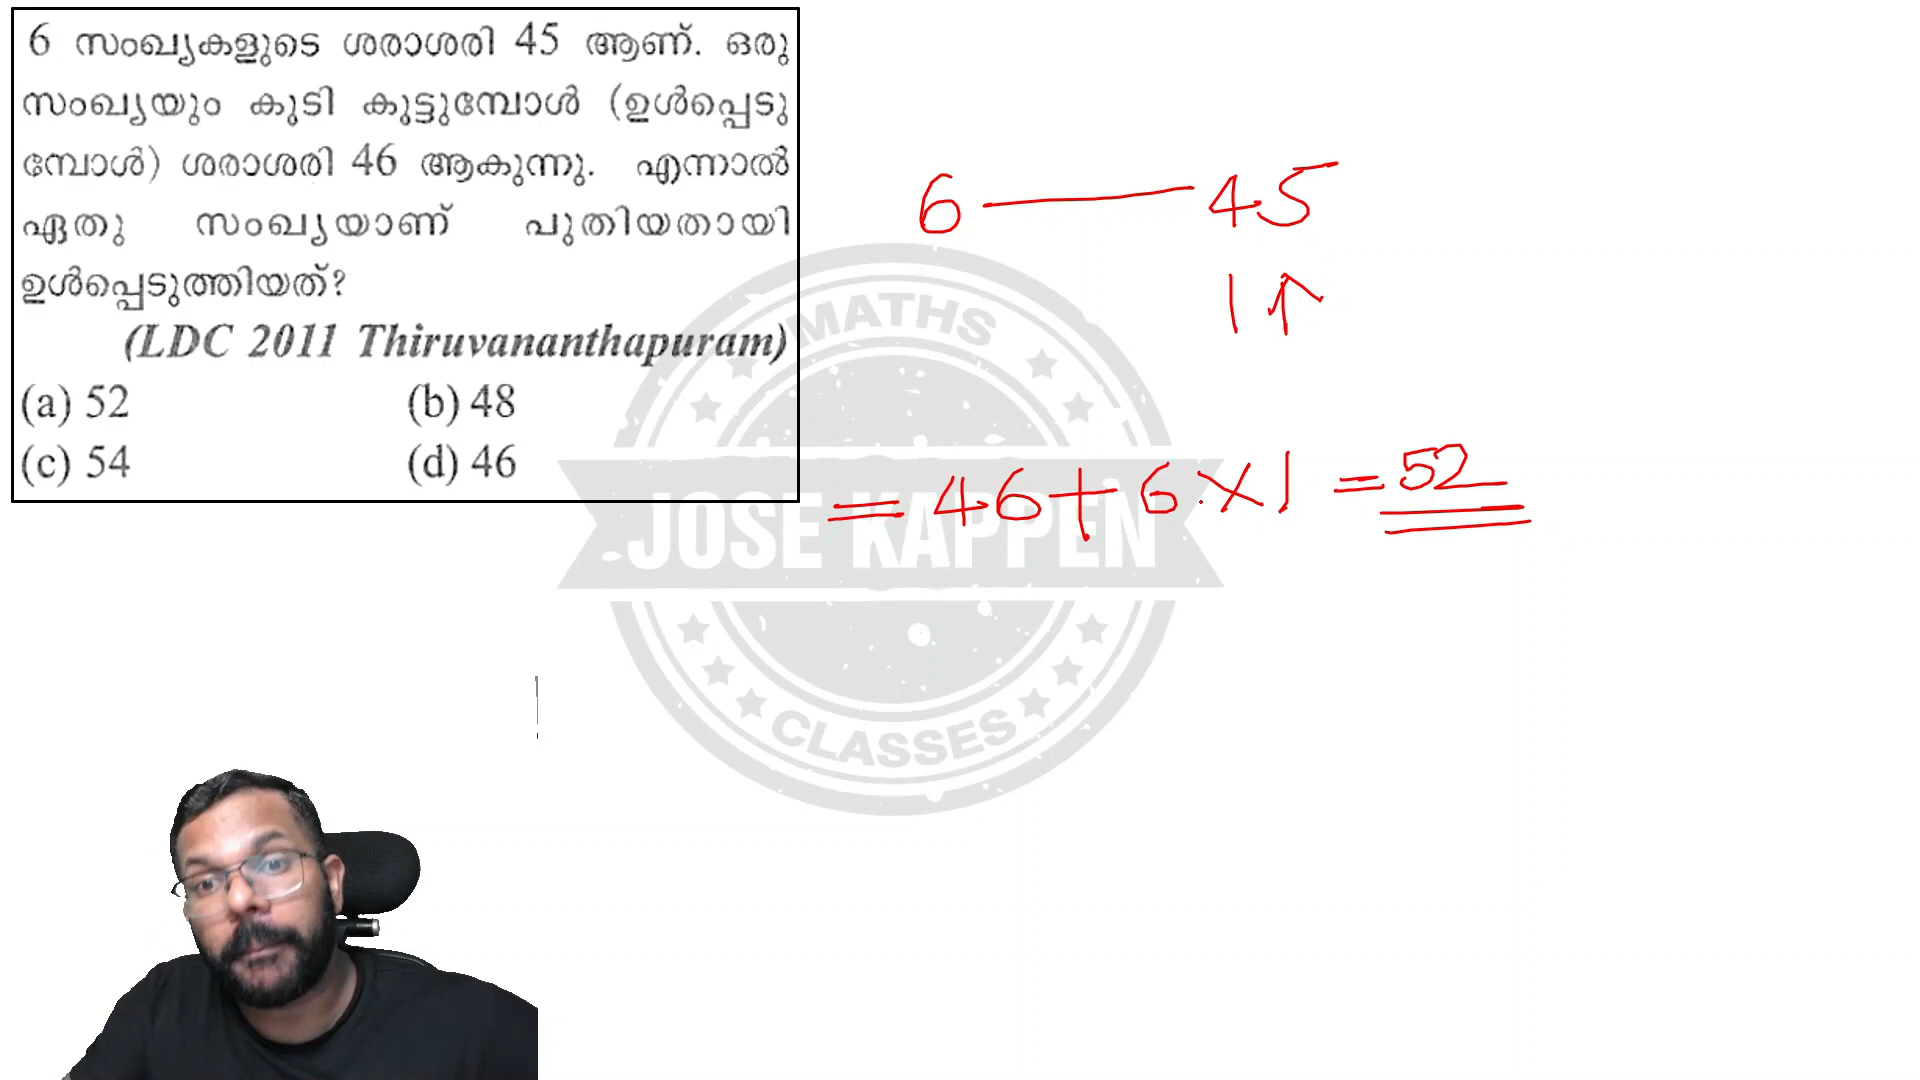 6 സംഖ്യകളുടെ ശരാശരി 45 ആണ്. ഒരു
സംഖ്യയും കൂടി കൂട്ടുമ്പോൾ (ഉൾപ്പെടു
മ്പോൾ) ശരാശരി 46 ആകുന്നു. എന്നാൽ
ഏതു സംഖ്യയാണ് പുതിയതായി
ഉൾപ്പെടുത്തിയത്?
(LDC 2011 Thiruvananthapuram)
(a) 52 (b) 48
(c) 54 (d) 46
6 — 45
1 ↑
= 46 + 6 × 1 = 52
MATHS
JOSE KAPPEN
CLASSES